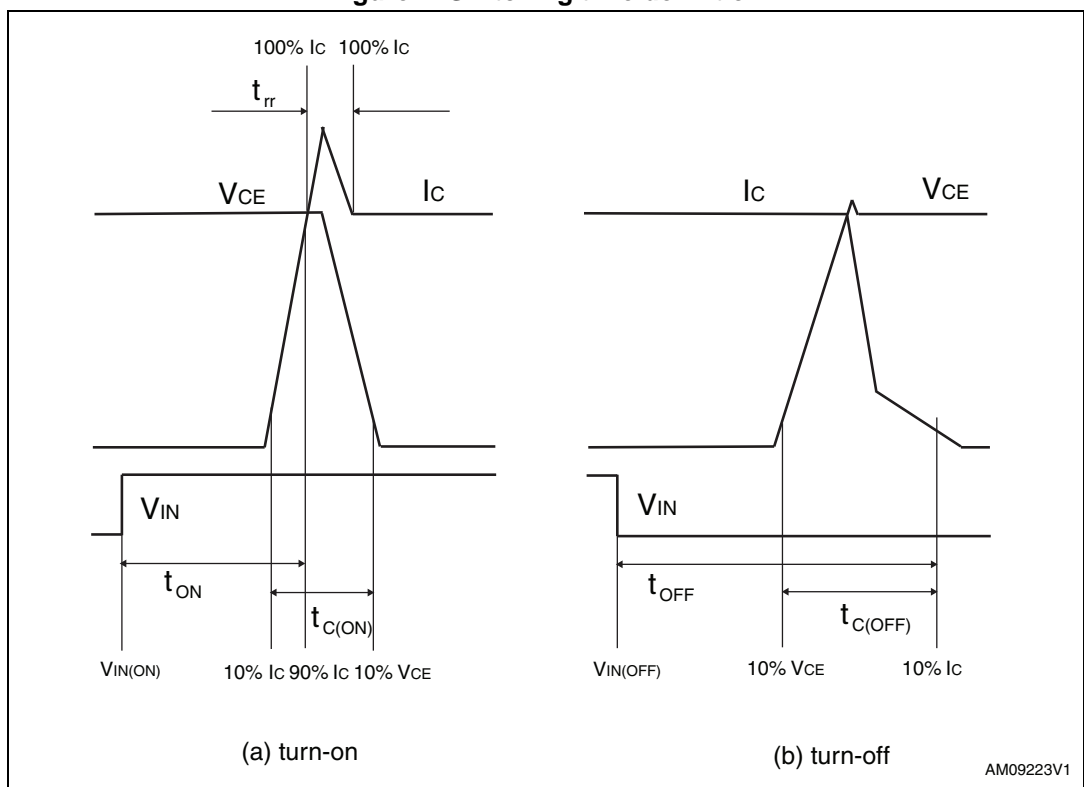 100% IC 100% IC
trr
VCE
IC
VIN
tON
tC(ON)
VIN(ON)
10% IC 90% IC 10% VCE
(a) turn-on
IC
VCE
VIN
tOFF
tC(OFF)
VIN(OFF)
10% VCE
10% IC
(b) turn-off
AM09223V1